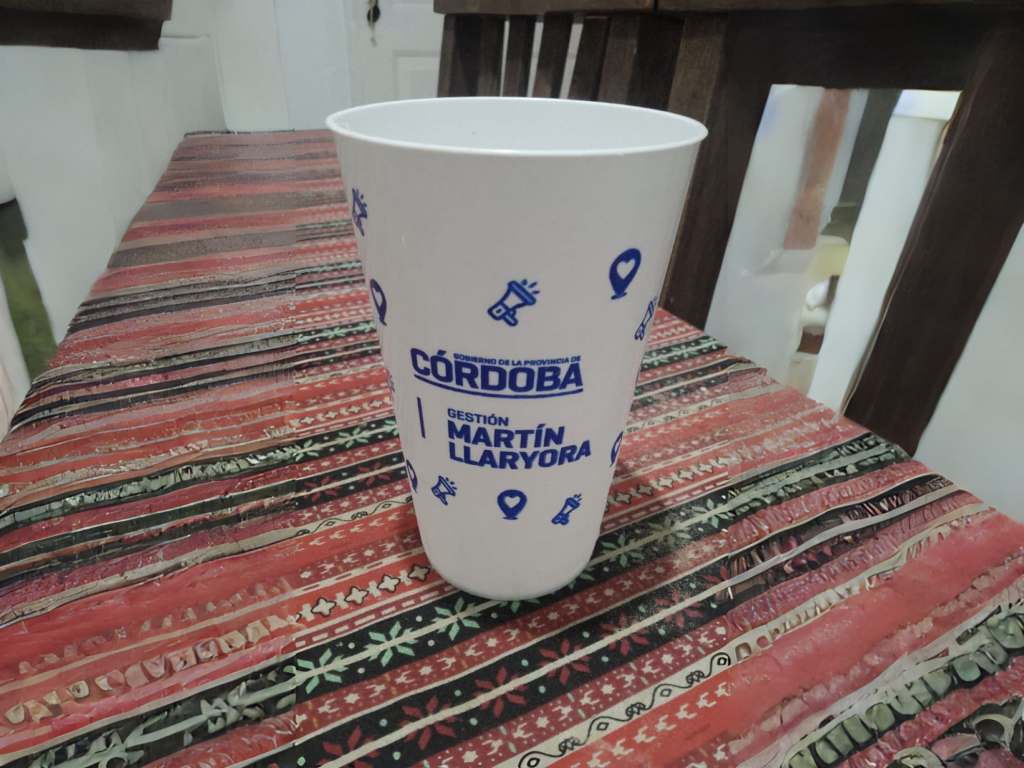 GOBIERNO DE LA PROVINCIA DE
CÓRDOBA
GESTIÓN
MARTÍN
LLARYORA